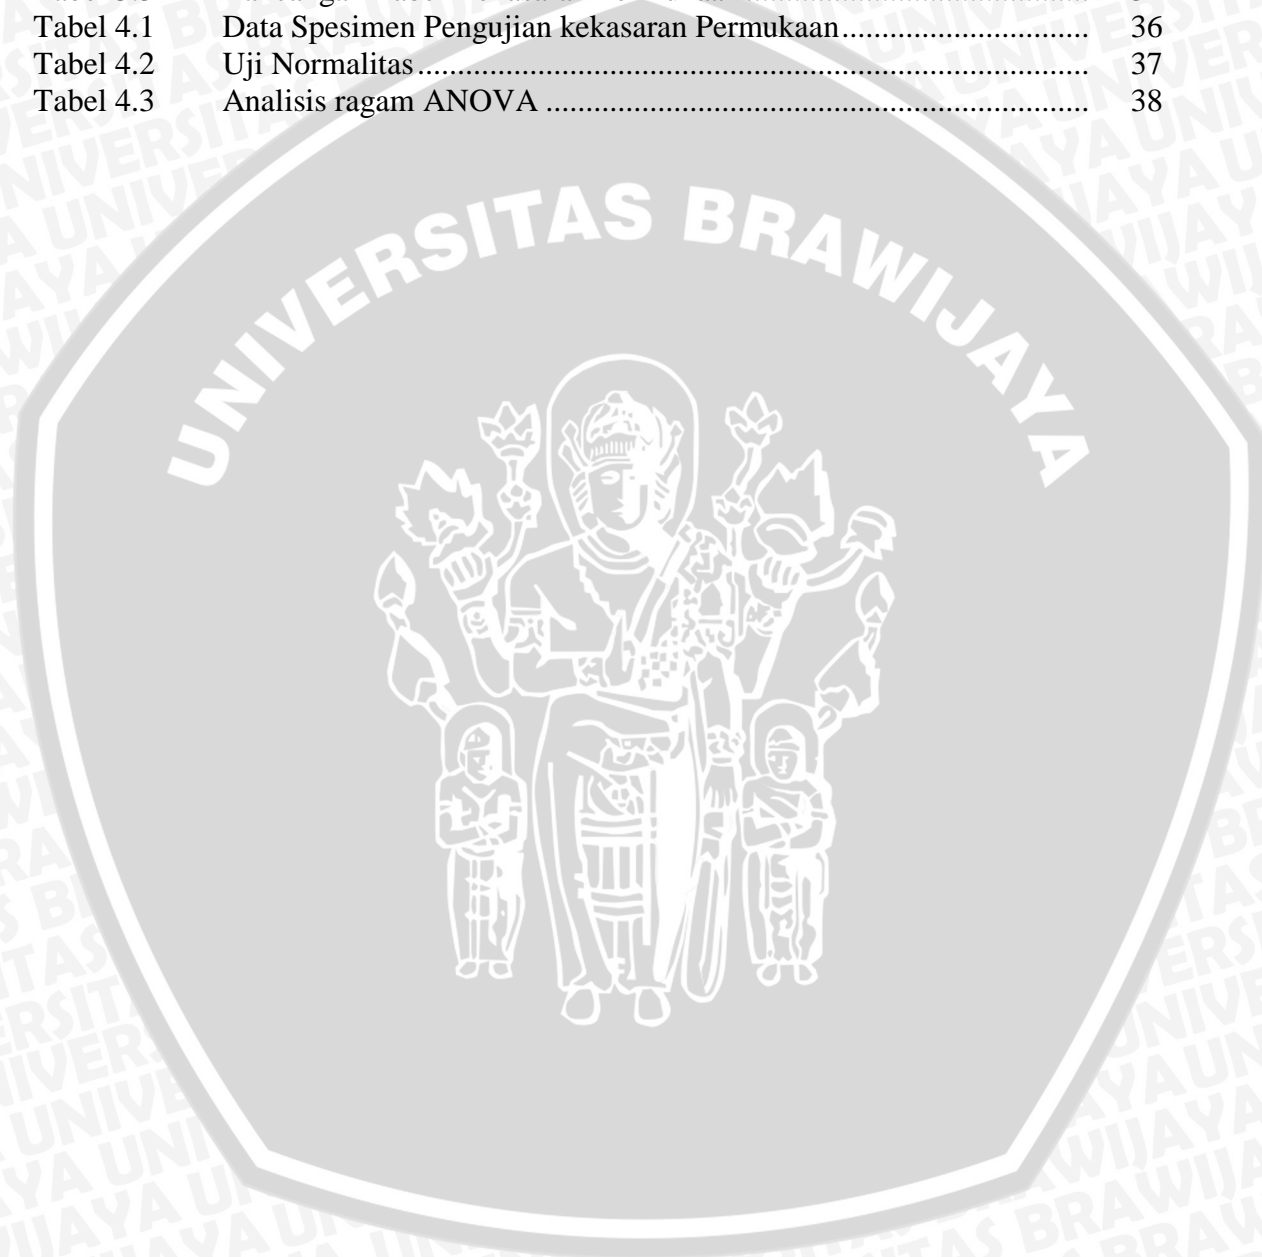 Tabel 4.1 Data Spesimen Pengujian kekasaran Permukaan............................... 36
Tabel 4.2 Uji Normalitas.................................................................................... 37
Tabel 4.3 Analisis ragam ANOVA .................................................................... 38
UNIVERSITAS BRAWIJAYA